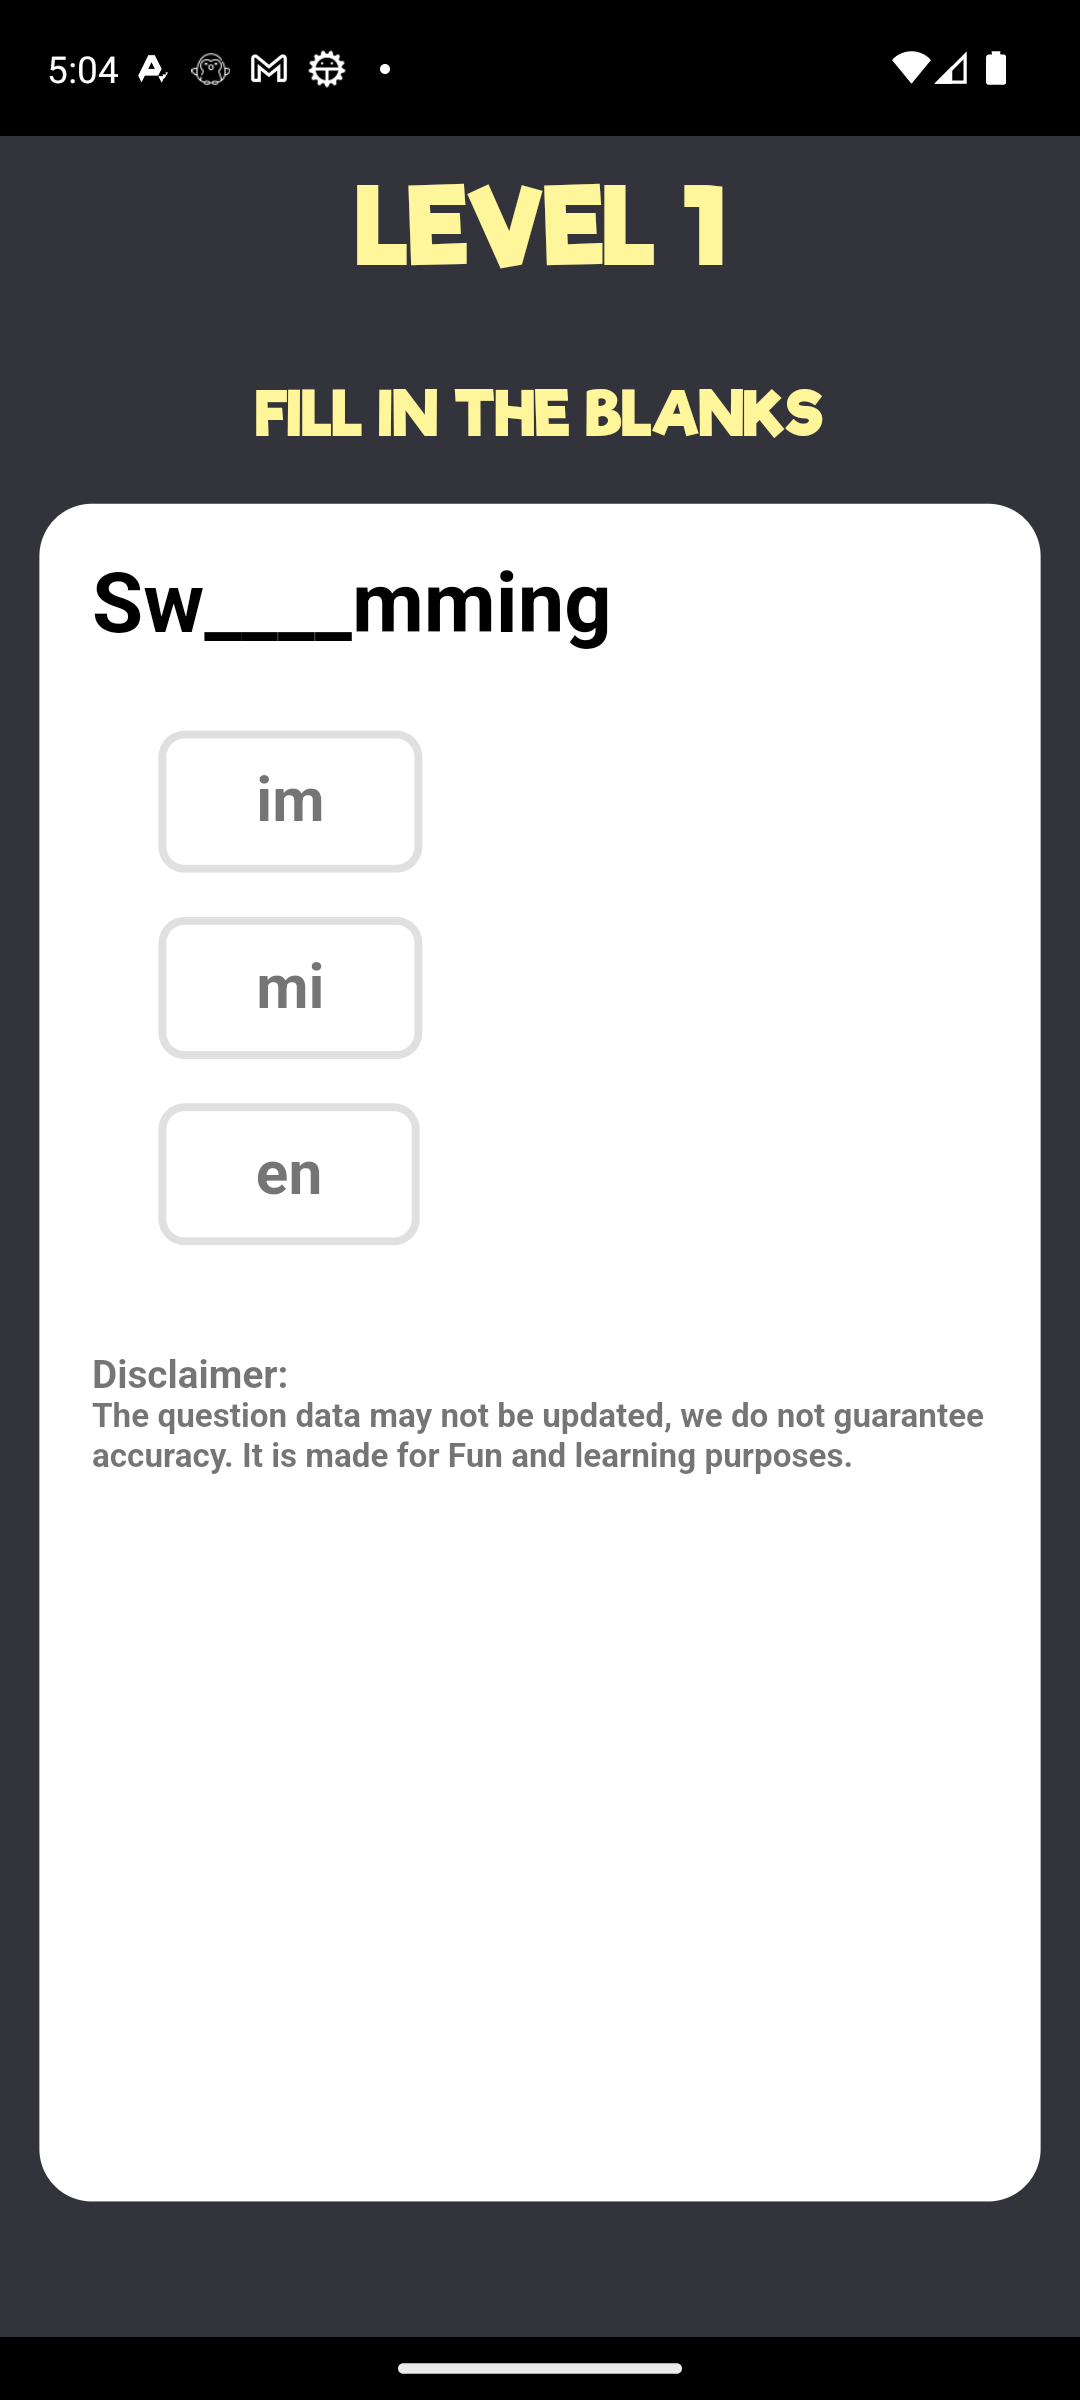 5:04
LEVEL 1
FILL IN THE BLANKS
Sw____mming
im
mi
en
Disclaimer:
The question data may not be updated, we do not guarantee
accuracy. It is made for Fun and learning purposes.